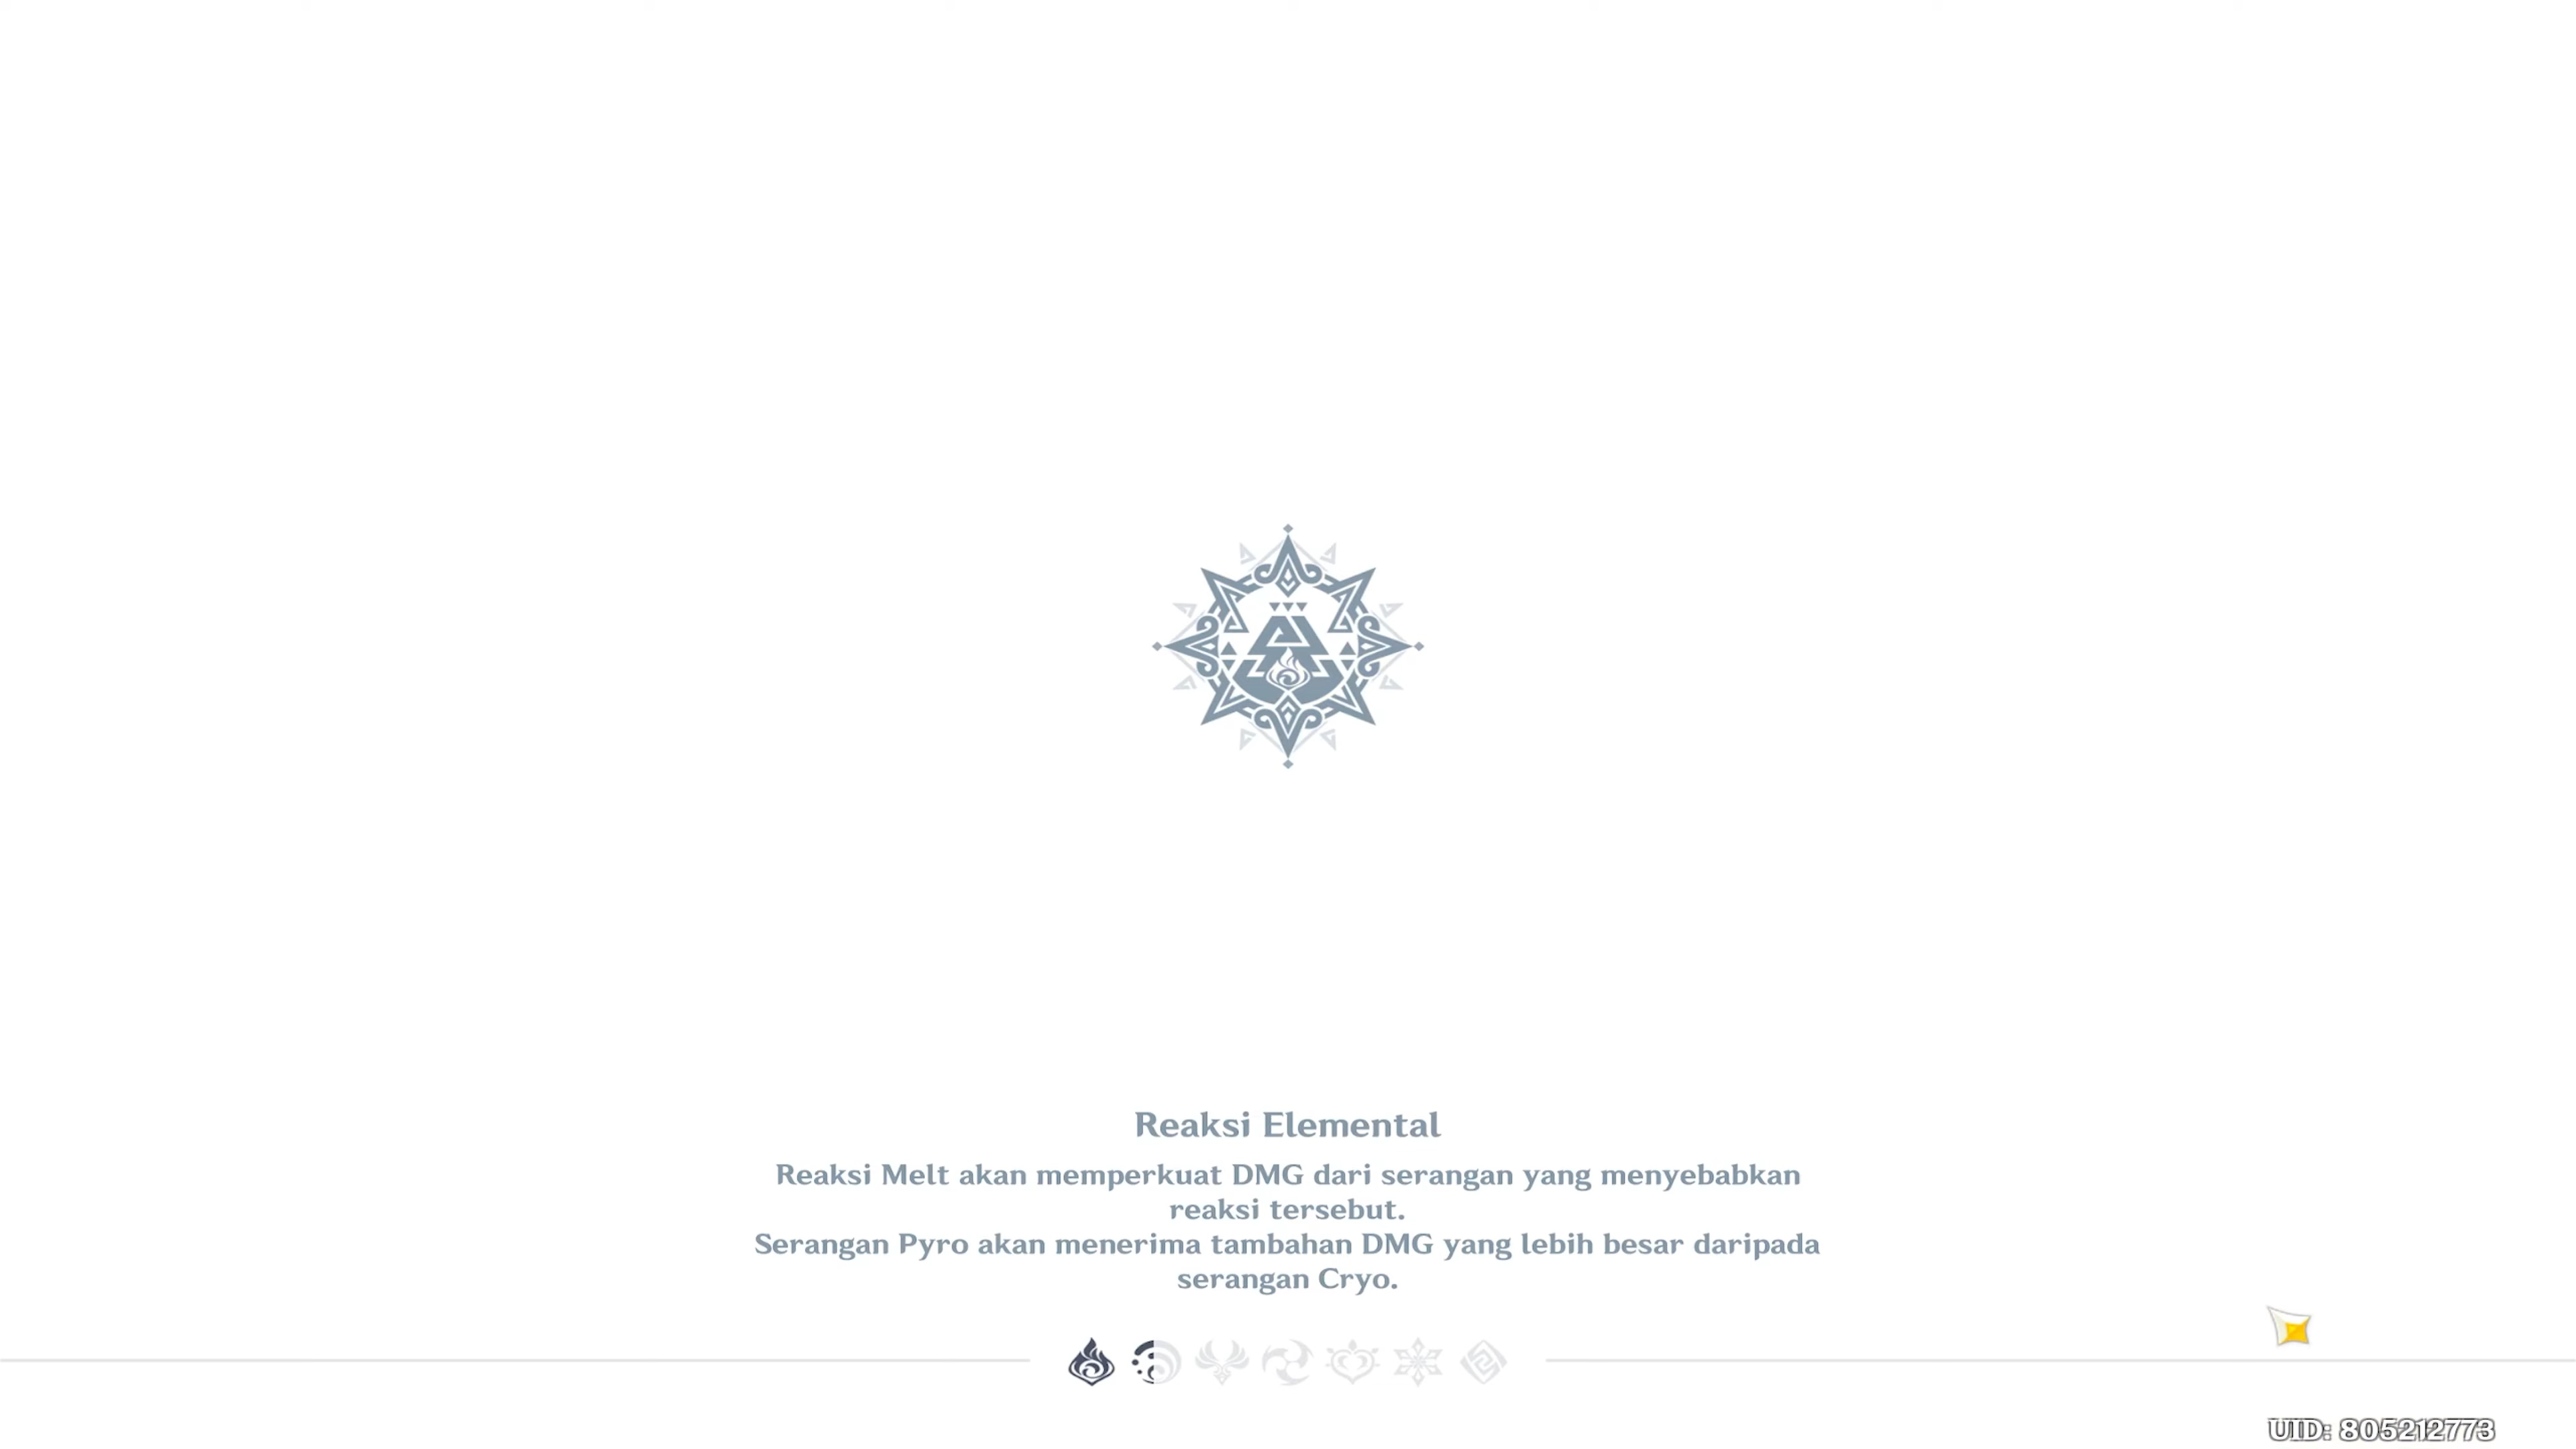 Reaksi Elemental
Reaksi Melt akan memperkuat DMG dari serangan yang menyebabkan
reaksi tersebut.
Serangan Pyro akan menerima tambahan DMG yang lebih besar daripada
serangan Cryo.
UID: 805212773